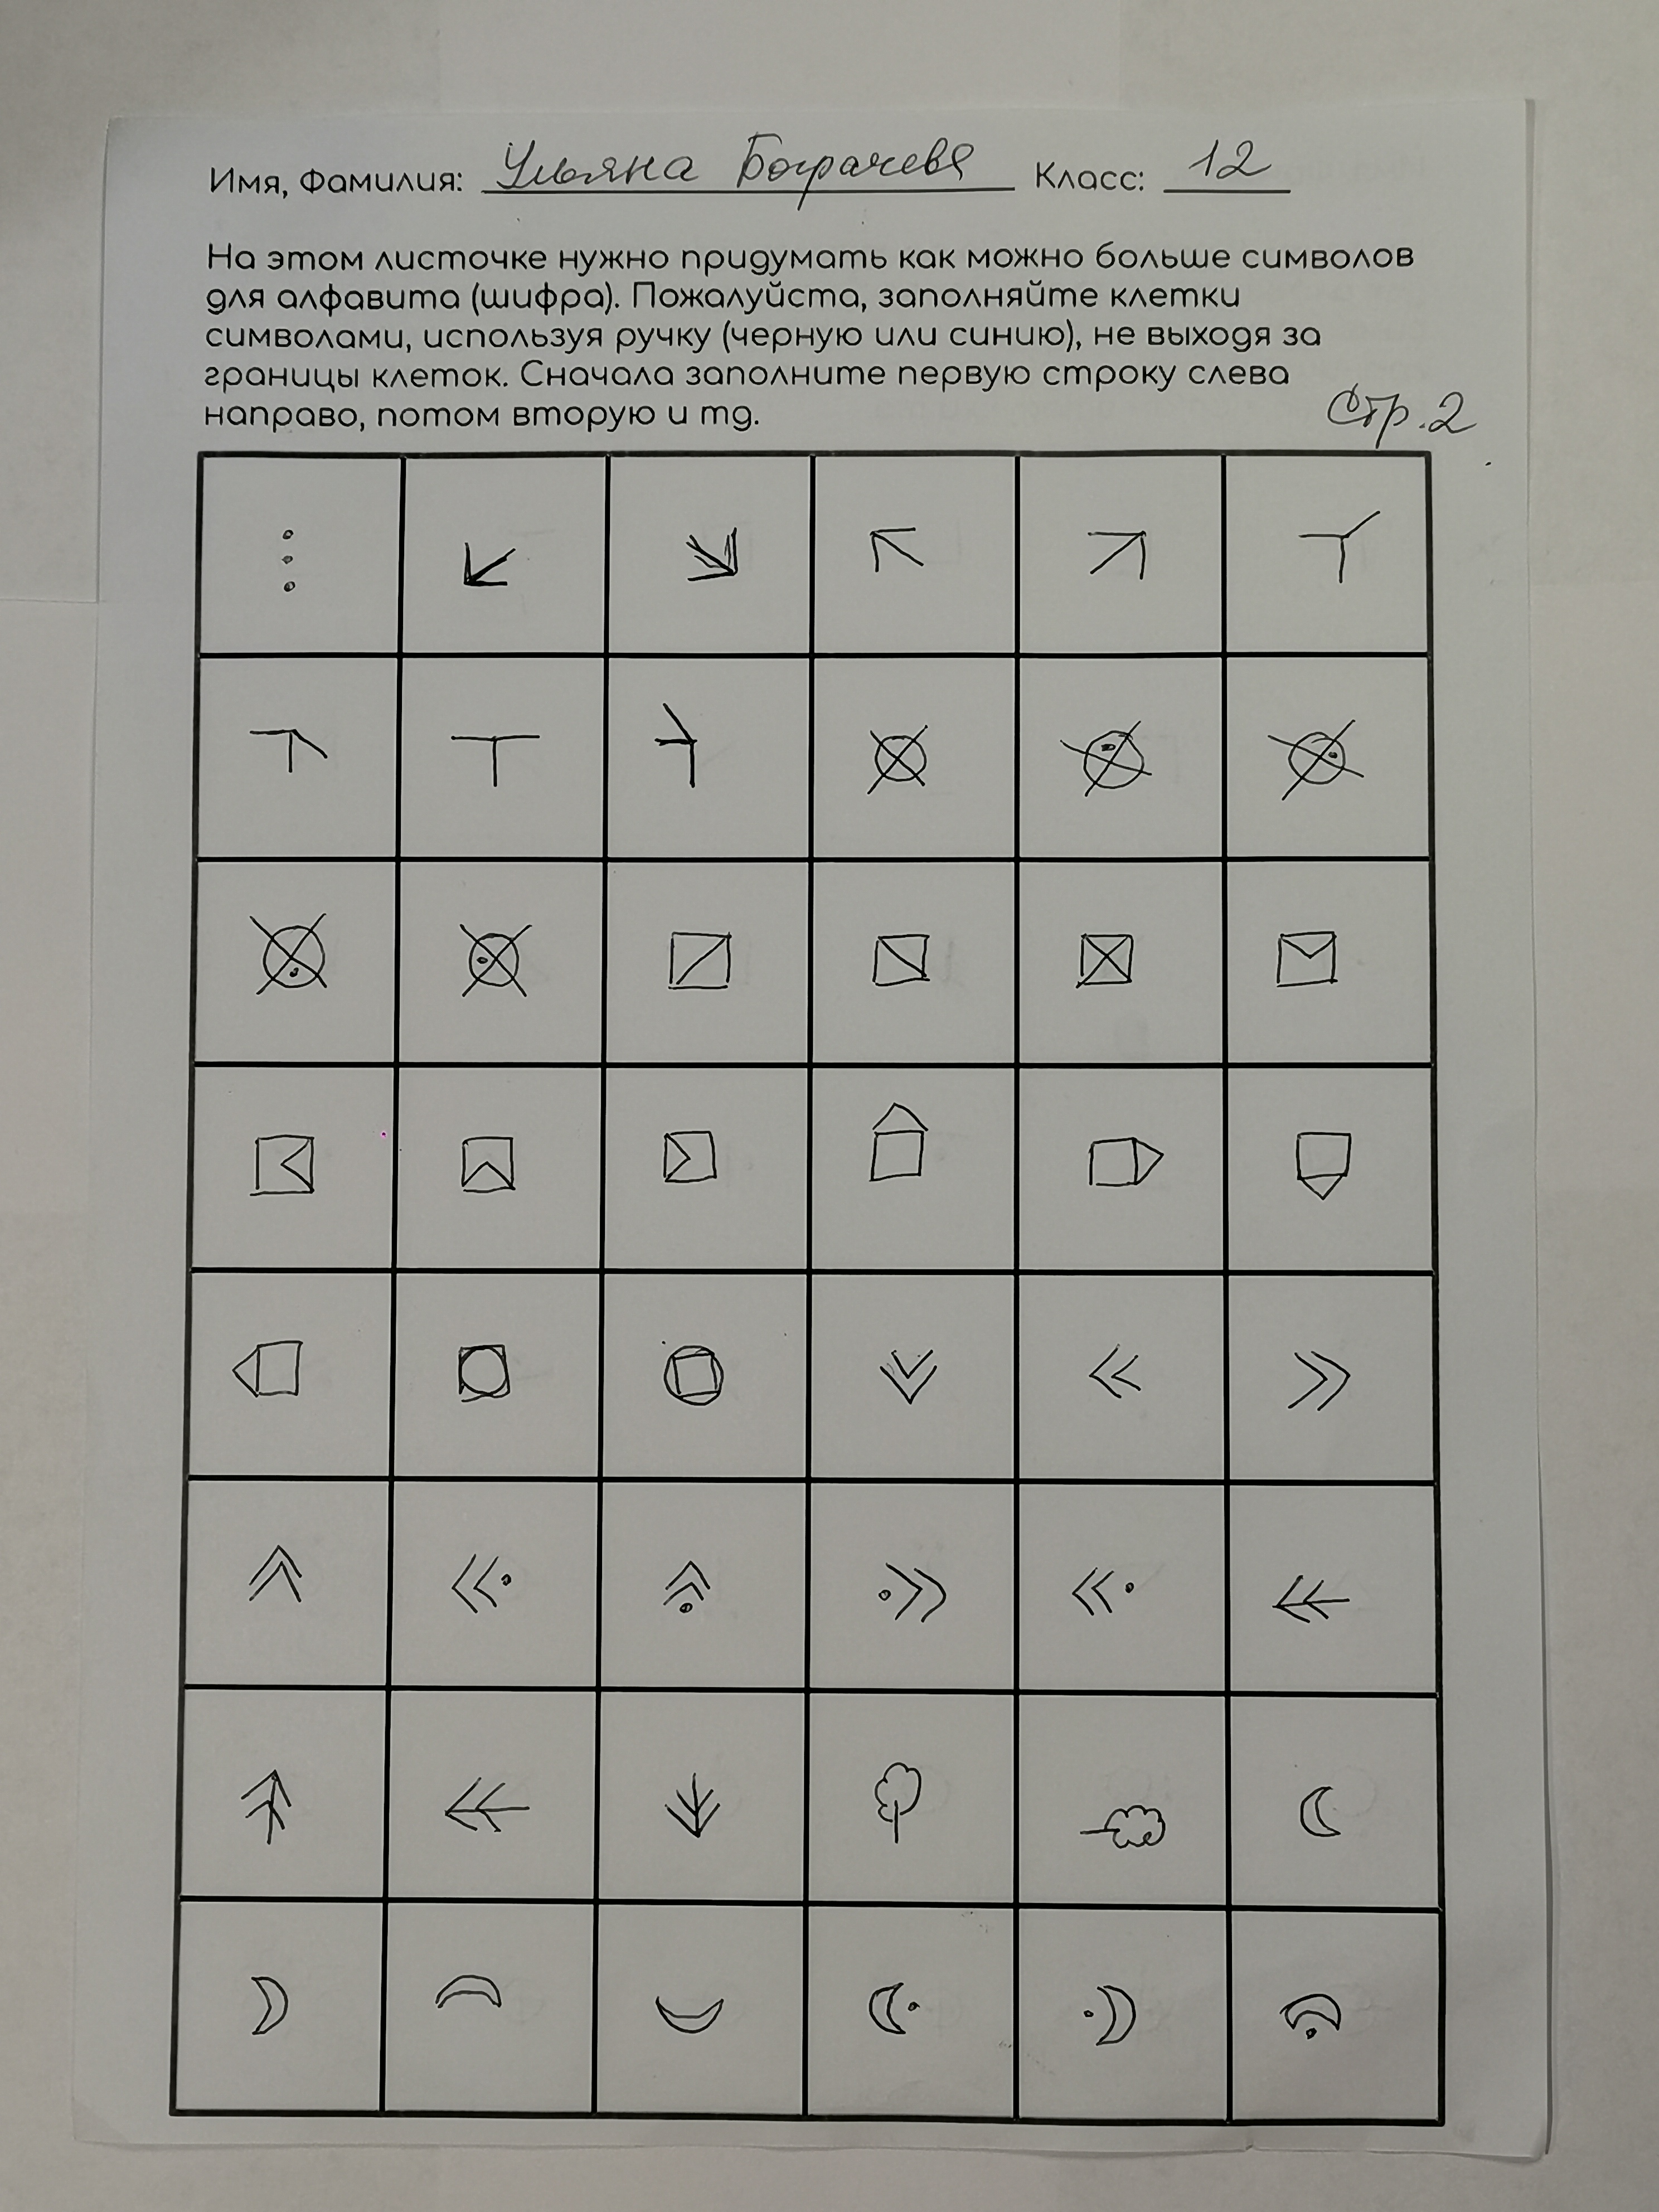 Имя, Фамилия: Ульяна Бограчева Класс: 12
На этом листочке нужно придумать как можно больше символов
для алфавита (шифра). Пожалуйста, заполняйте клетки
символами, используя ручку (черную или синию), не выходя за
границы клеток. Сначала заполните первую строку слева
направо, потом вторую и тд.
Стр.2